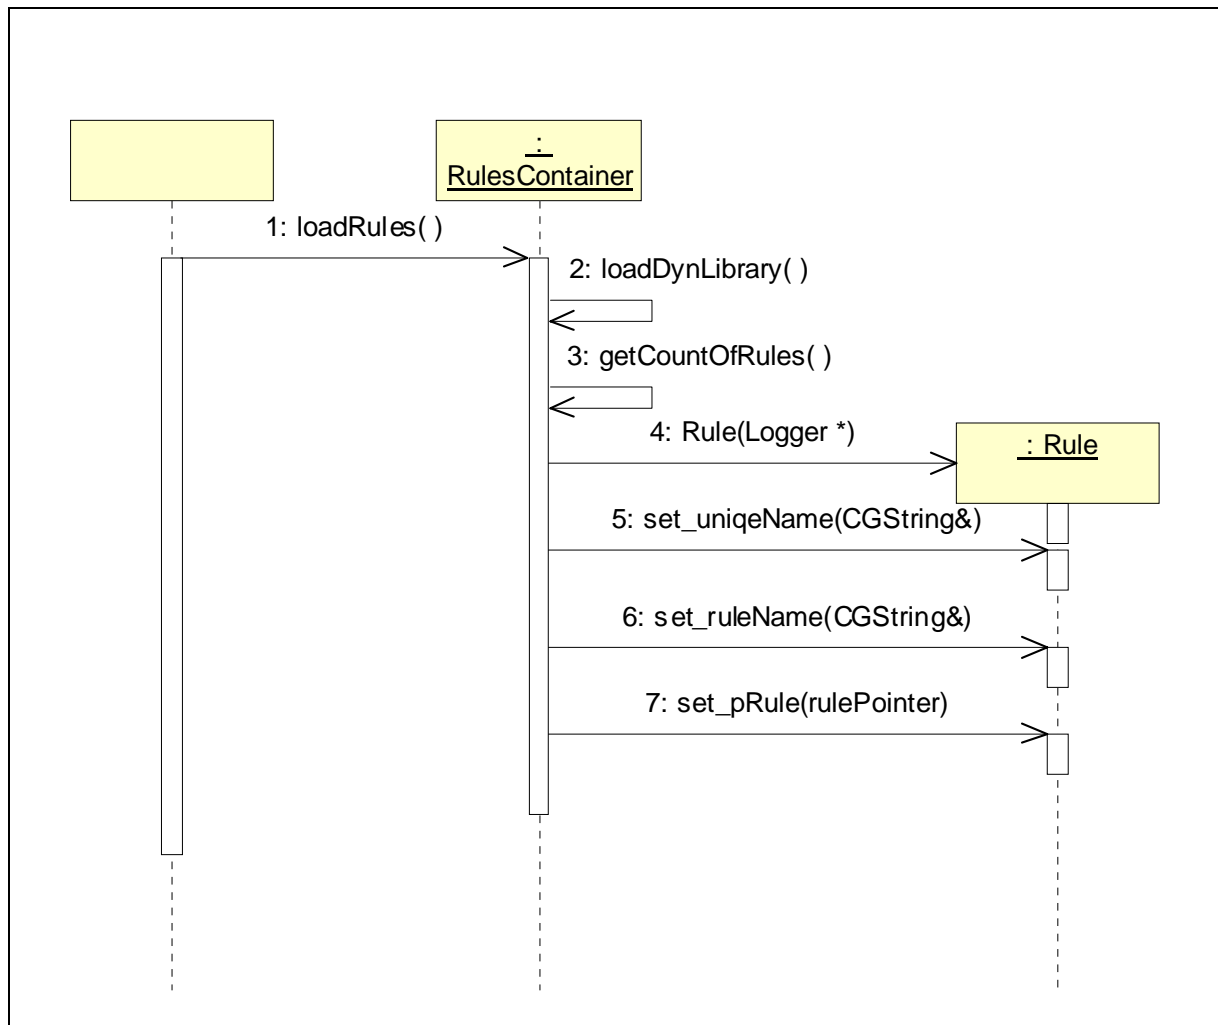 :
RulesContainer
1: loadRules( )
2: loadDynLibrary( )
3: getCountOfRules( )
4: Rule(Logger *)
: Rule
5: set_uniqeName(CGString&)
6: set_ruleName(CGString&)
7: set_pRule(rulePointer)